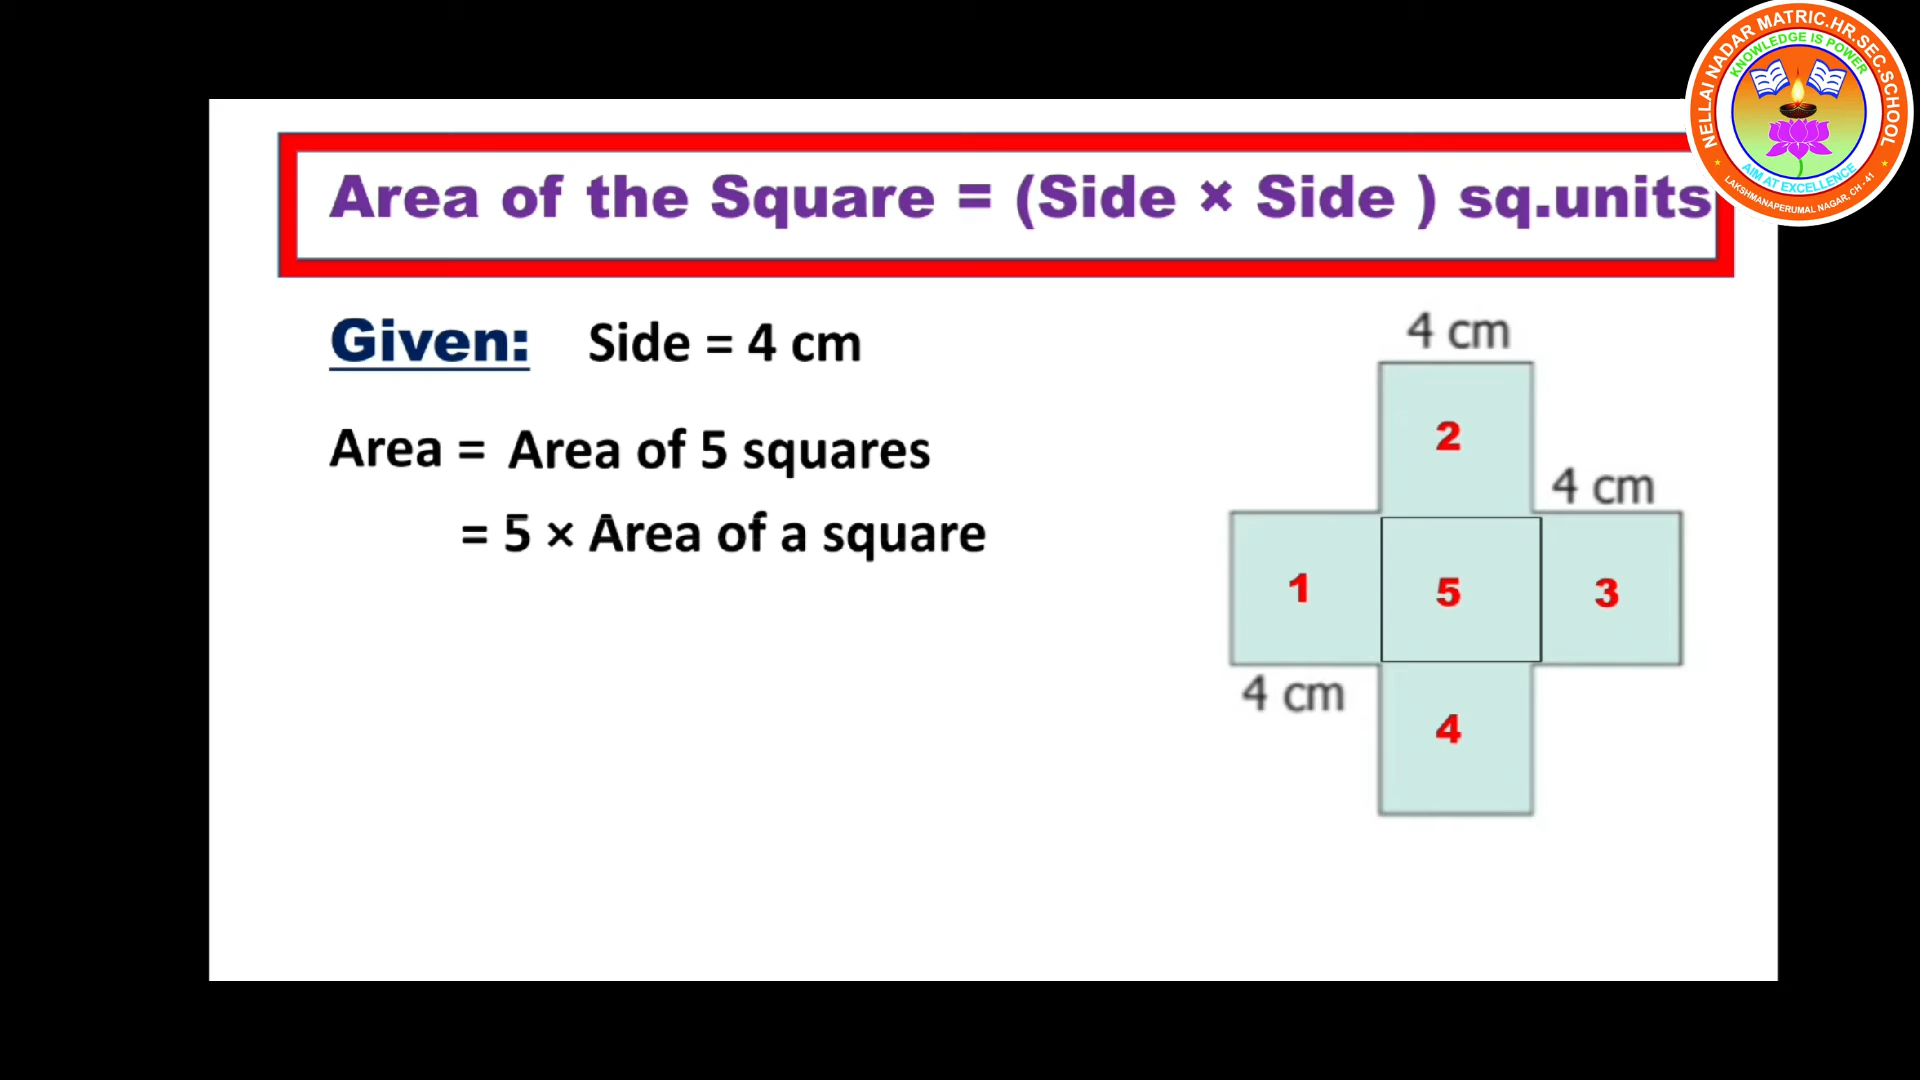 NELLAI NADAR MATRIC.HR.SEC.SCHOOL
KNOWLEDGE IS POWER
AIM AT EXCELLENCE
LAKSHMANAPERUMAL NAGAR, CH - 41
Area of the Square = (Side × Side ) sq.units
Given: Side = 4 cm
Area = Area of 5 squares
= 5 × Area of a square
4 cm
2
4 cm
1 5 3
4 cm
4